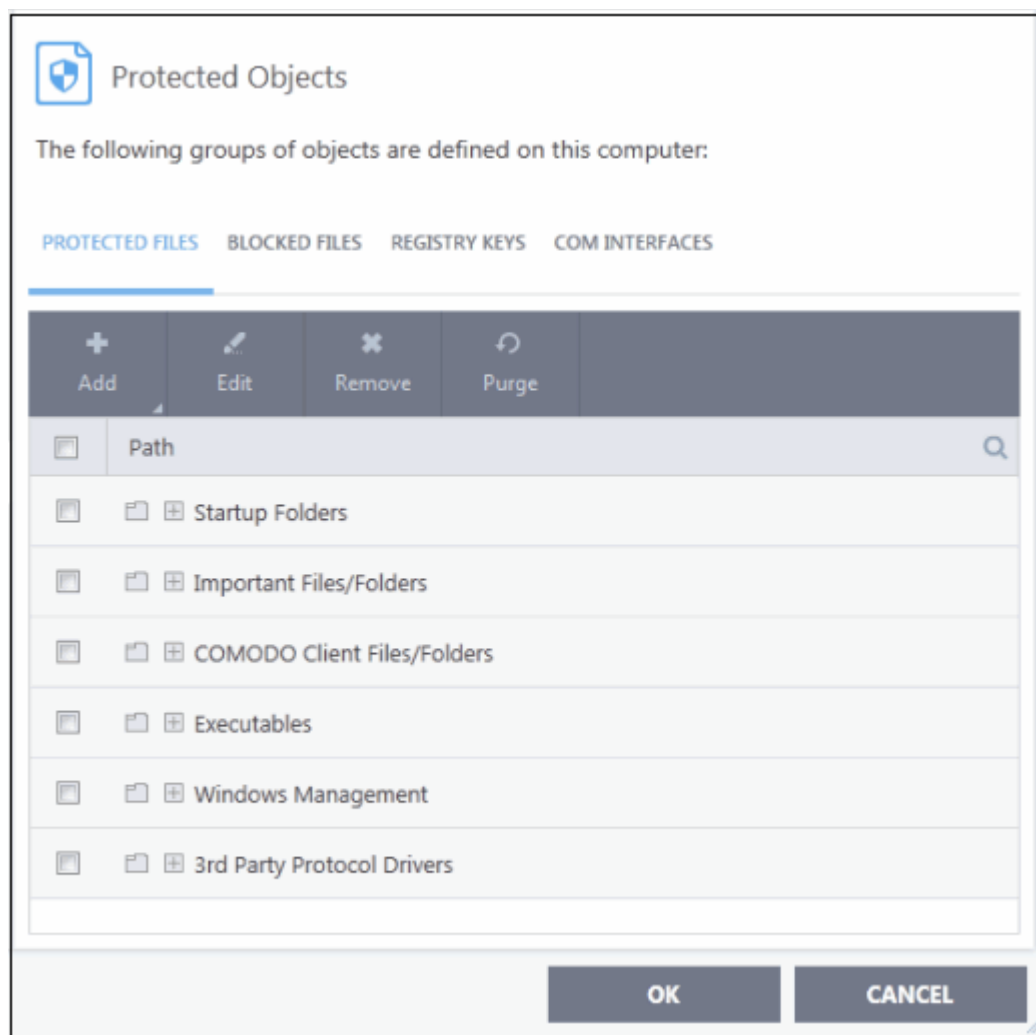 Protected Objects
The following groups of objects are defined on this computer:
PROTECTED FILES BLOCKED FILES REGISTRY KEYS COM INTERFACES
Add Edit Remove Purge
Path
Startup Folders
Important Files/Folders
COMODO Client Files/Folders
Executables
Windows Management
3rd Party Protocol Drivers
OK CANCEL